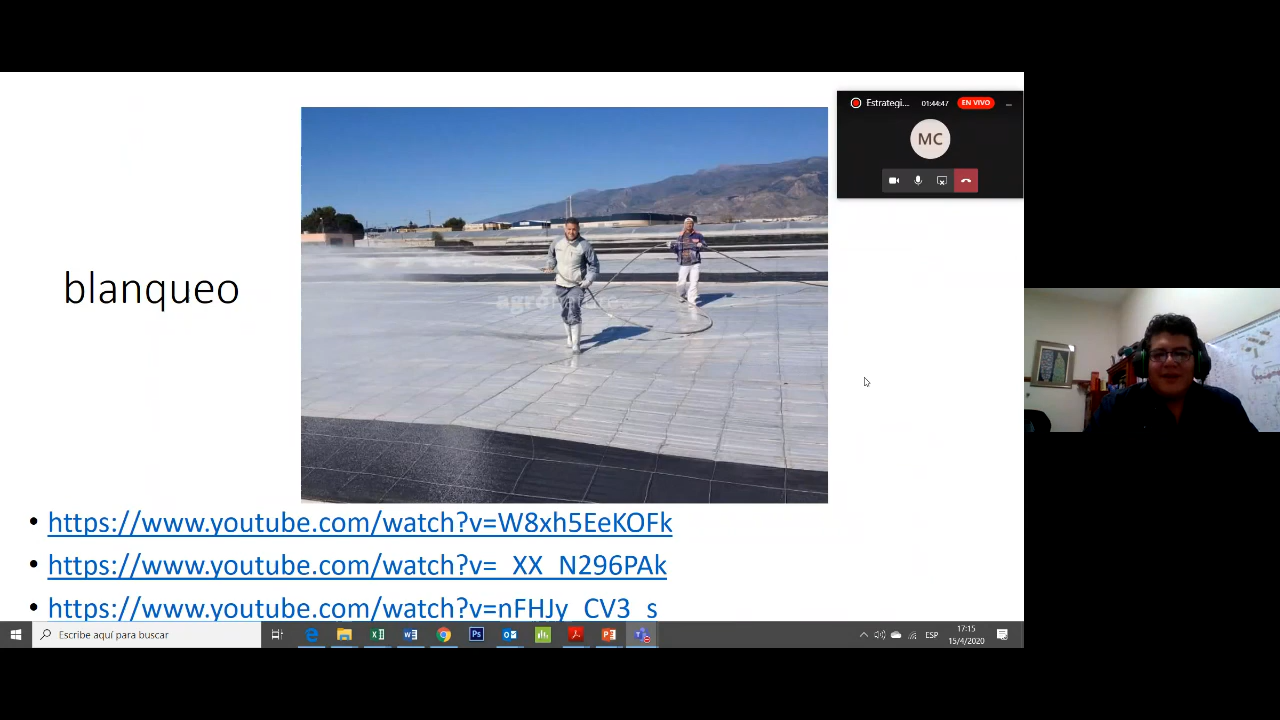 Estrategi...
01:44:47
EN VIVO
MC
blanqueo
https://www.youtube.com/watch?v=W8xh5EeKOFk
https://www.youtube.com/watch?v=_XX_N296PAk
https://www.youtube.com/watch?v=nFHJy_CV3_s
Escribe aquí para buscar
ESP
17:15
15/4/2020